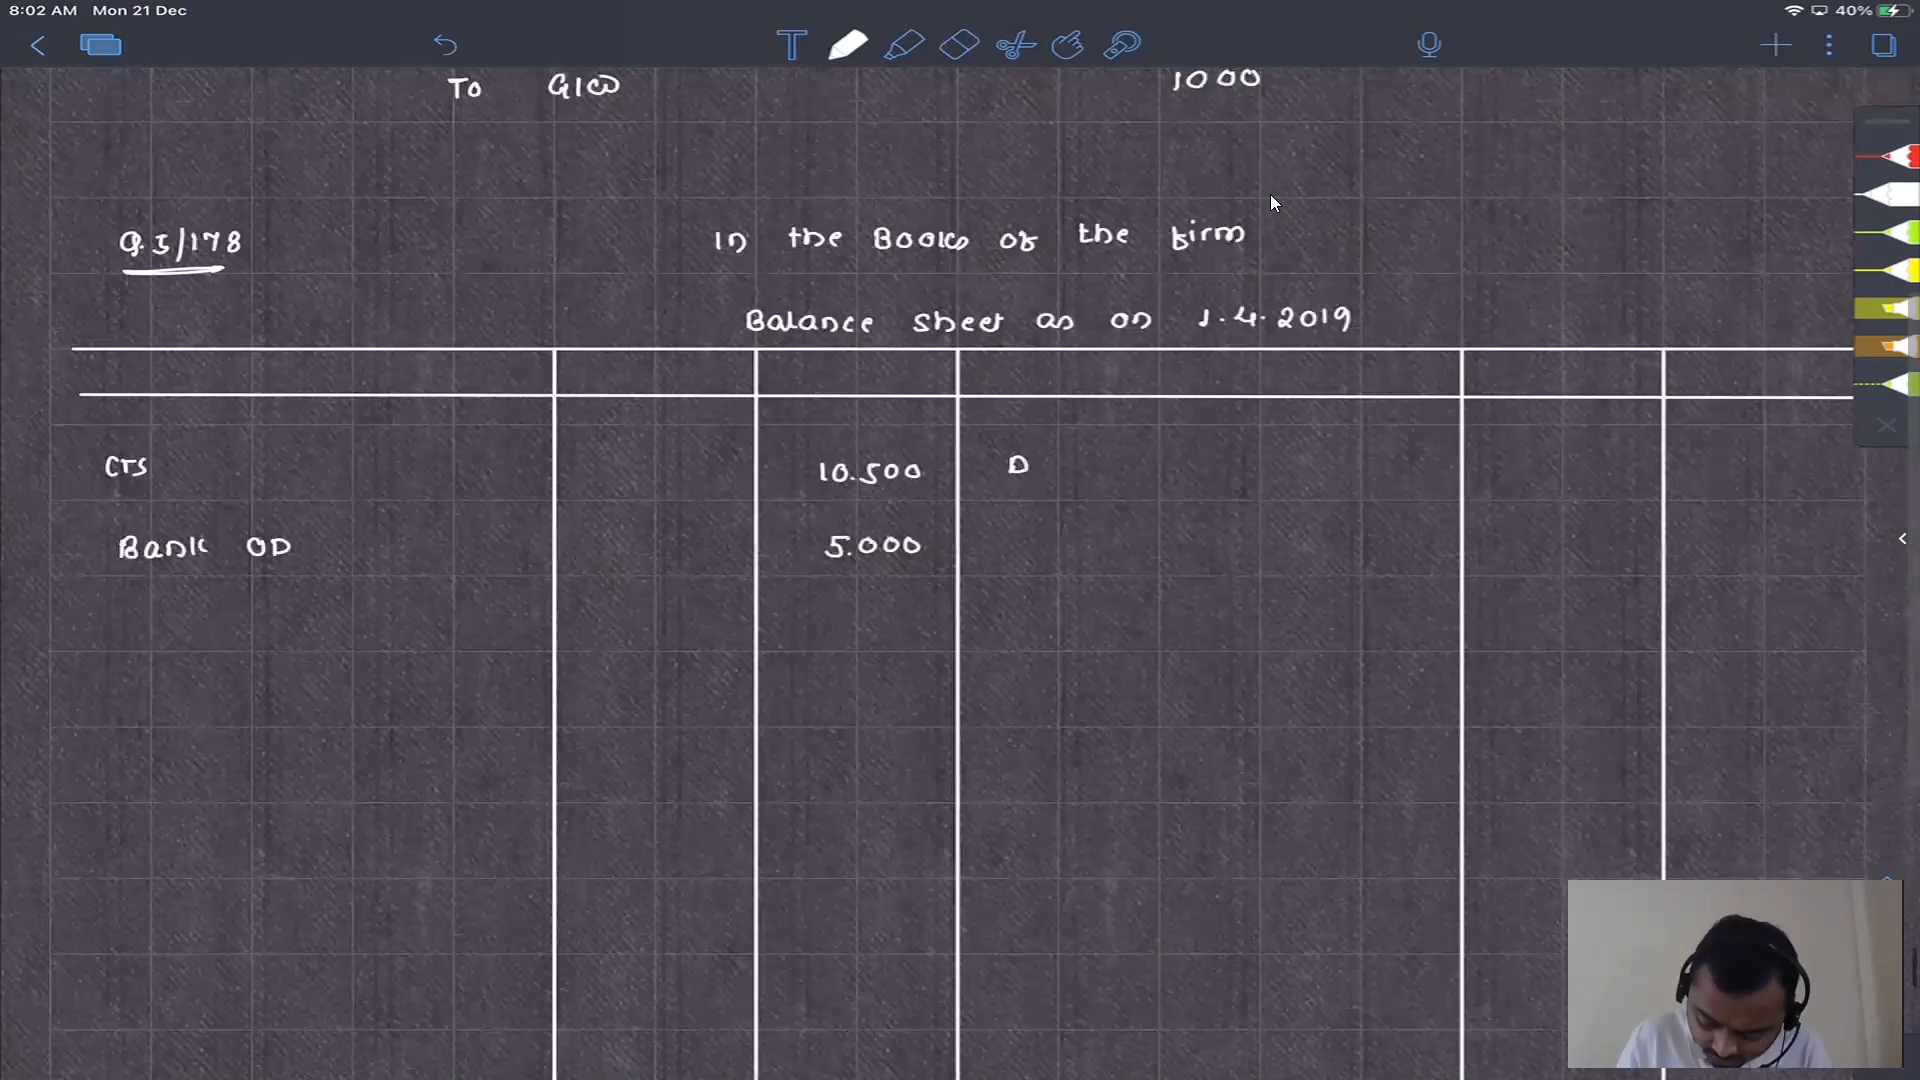 8:02 AM Mon 21 Dec
40%
T
To G/W 1000
Q.5/178 In the Books of the firm
Balance sheet as on 1.4.2019
CTS 10.500 D
Bank OD 5.000